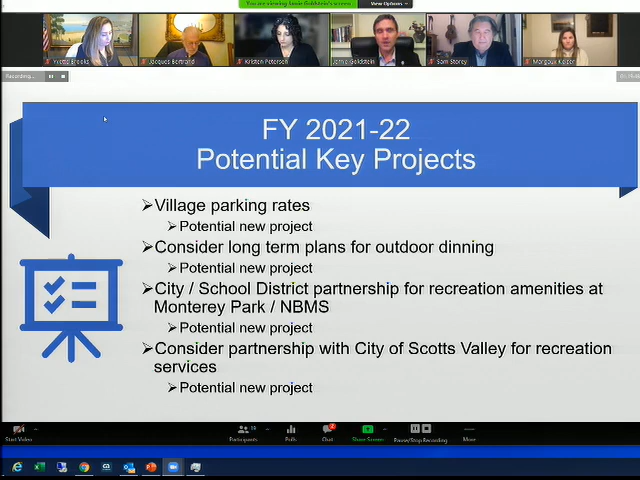 You are viewing Jamie Goldstein's screen
View Options
Yvette Brooks
Jacques Bertrand
Kristen Petersen
Jamie Goldstein
Sam Storey
Margaux Keiser
Recording...
FY 2021-22
Potential Key Projects
➢Village parking rates
➢Potential new project
➢Consider long term plans for outdoor dinning
➢Potential new project
➢City / School District partnership for recreation amenities at
Monterey Park / NBMS
➢Potential new project
➢Consider partnership with City of Scotts Valley for recreation
services
➢Potential new project
Start Video
Participants
Polls
Chat
Share Screen
Pause/Stop Recording
More